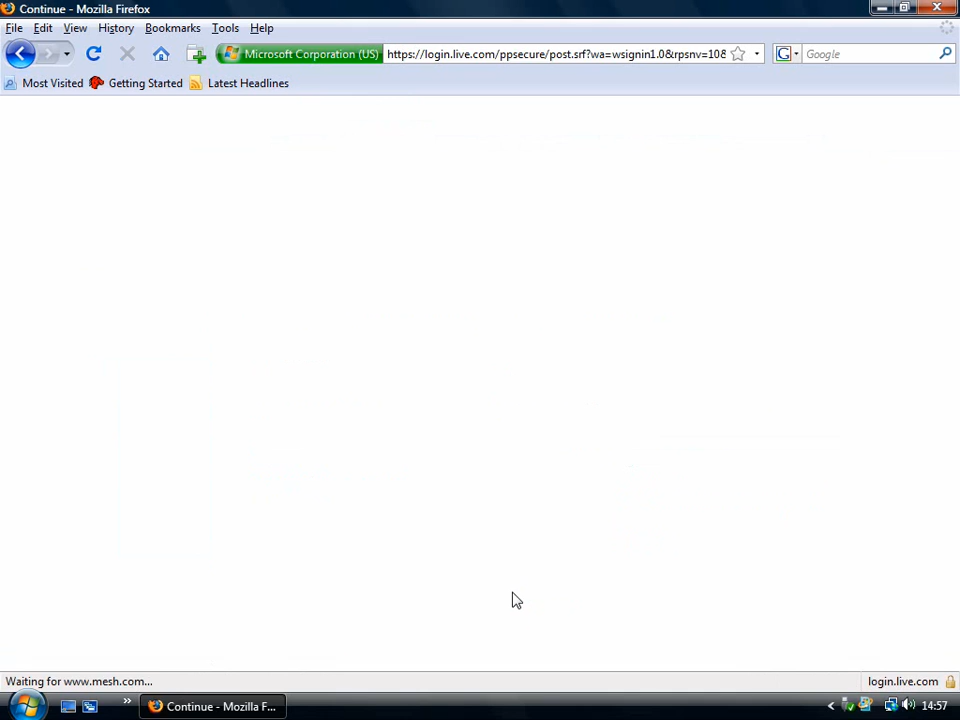 Continue - Mozilla Firefox
File Edit View History Bookmarks Tools Help
Microsoft Corporation (US) https://login.live.com/ppsecure/post.srf?wa=wsignin1.0&rpsnv=10& G Google
Most Visited Getting Started Latest Headlines
Waiting for www.mesh.com... login.live.com
» Continue - Mozilla F... < 14:57